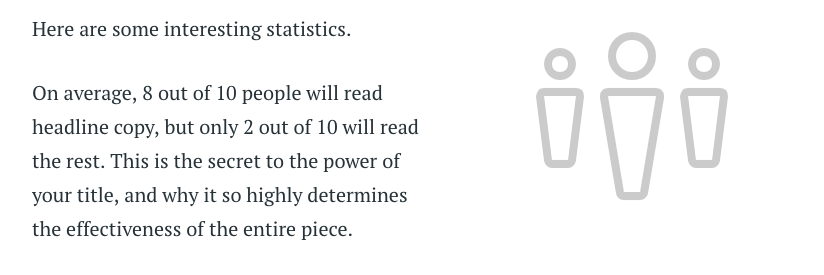 Here are some interesting statistics.
On average, 8 out of 10 people will read
headline copy, but only 2 out of 10 will read
the rest. This is the secret to the power of
your title, and why it so highly determines
the effectiveness of the entire piece.